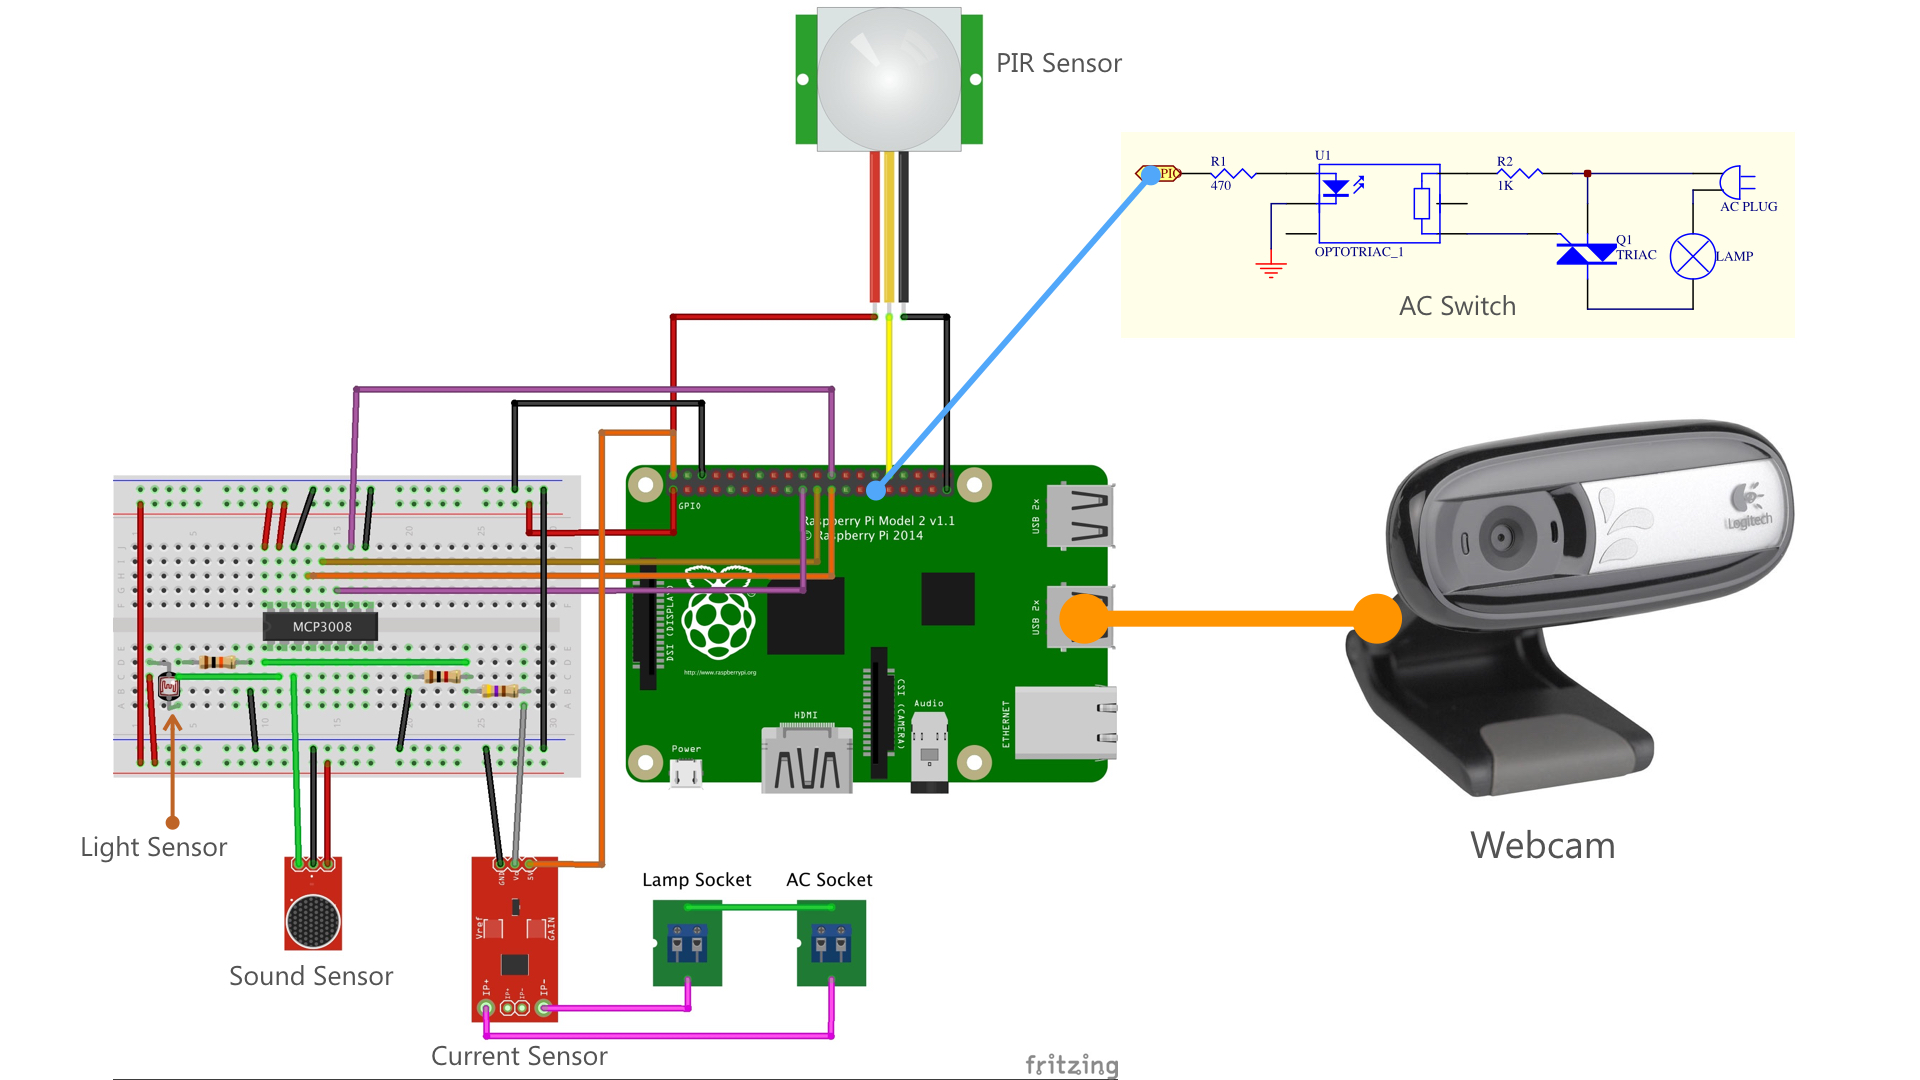 PIR Sensor
R1
470
U1
OPTOTRIAC_1
R2
1K
AC PLUG
Q1
TRIAC
LAMP
AC Switch
GPIO
Raspberry Pi Model 2 v1.1
© Raspberry Pi 2014
USB 2x
USB 2x
DSI (DISPLAY)
http://www.raspberrypi.org
CSI (CAMERA)
HDMI
Audio
Power
ETHERNET
Logitech
Webcam
MCP3008
Light Sensor
Sound Sensor
GND
Vref
GAIN
IP+
IP+
IP-
IP-
Current Sensor
Lamp Socket
AC Socket
fritzing